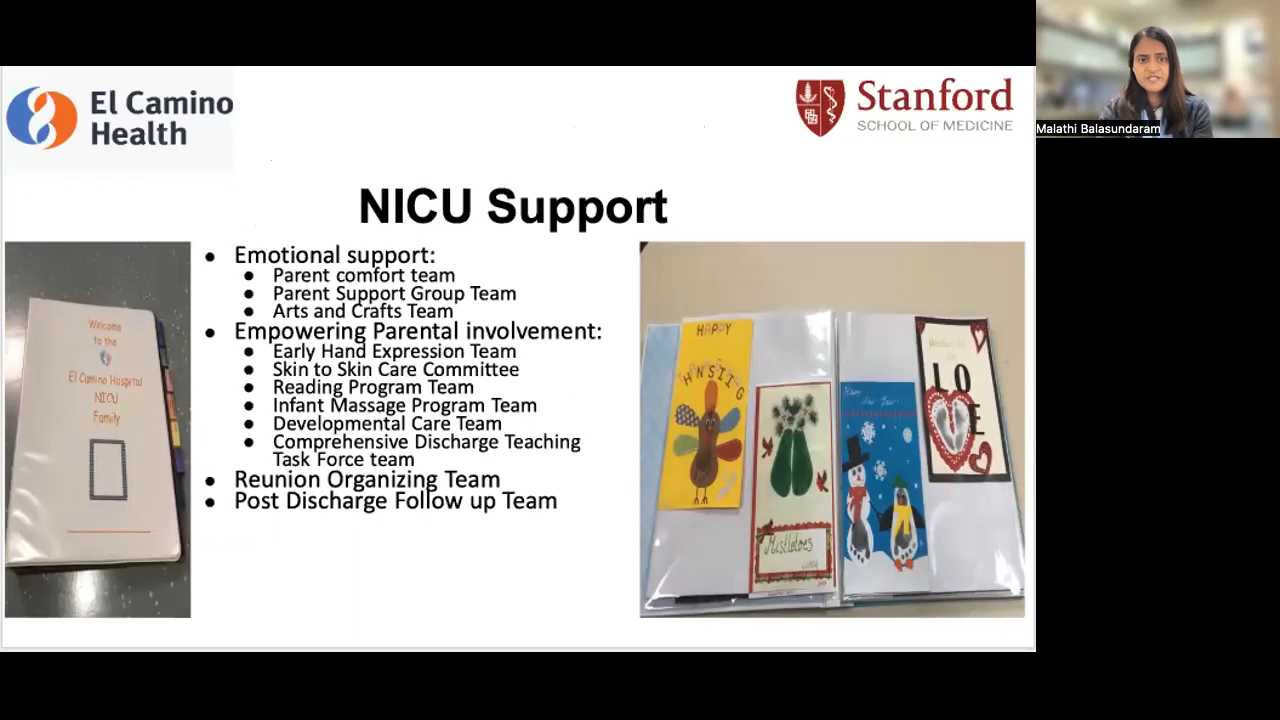 El Camino
Health
Stanford
SCHOOL OF MEDICINE
Malathi Balasundaram
NICU Support
Welcome
to the
El Camino Hospital
NICU
Family
● Emotional support:
● Parent comfort team
● Parent Support Group Team
● Arts and Crafts Team
● Empowering Parental involvement:
● Early Hand Expression Team
● Skin to Skin Care Committee
● Reading Program Team
● Infant Massage Program Team
● Developmental Care Team
● Comprehensive Discharge Teaching
Task Force team
● Reunion Organizing Team
● Post Discharge Follow up Team
HAPPY
Mistletoes
LO
E